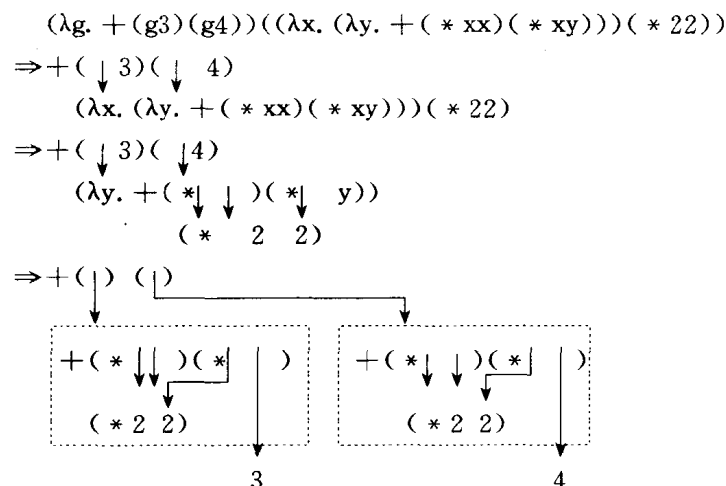 (λg. +(g3)(g4))((λx. (λy. +(*xx)(*xy)))(*22))
⇒+( 3)( 4)
(λx. (λy. +(*xx)(*xy)))(*22)
⇒+( 3)( 4)
(λy. +(* )(* y))
(* 2 2)
⇒+( ) ( )
+(* )(* ) +(* )(* )
(*2 2) (*2 2)
3 4